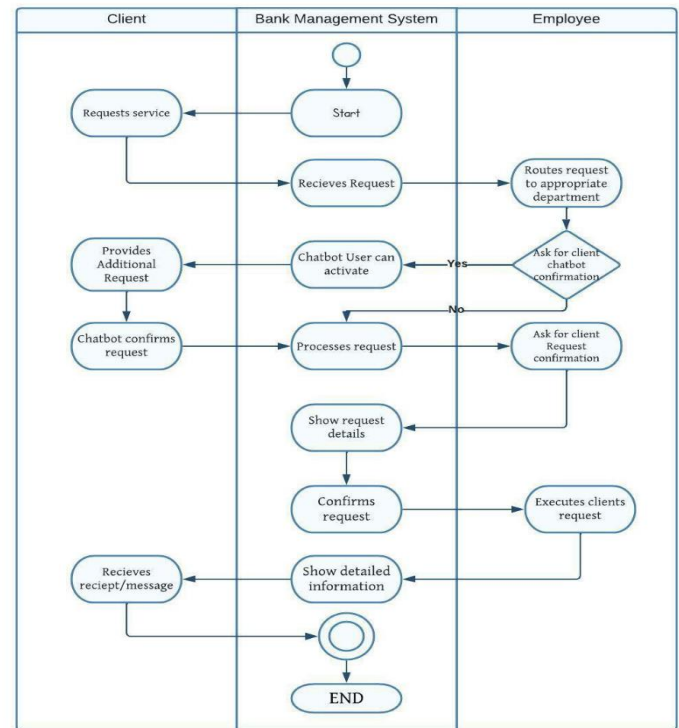 Client
Bank Management System
Employee
Start
Requests service
Recieves Request
Routes request
to appropriate
department
Ask for client
chatbot
confirmation
Yes
No
Chatbot User can
activate
Provides
Additional
Request
Chatbot confirms
request
Processes request
Ask for client
Request
confirmation
Show request
details
Confirms
request
Executes clients
request
Show detailed
information
Recieves
reciept/message
END